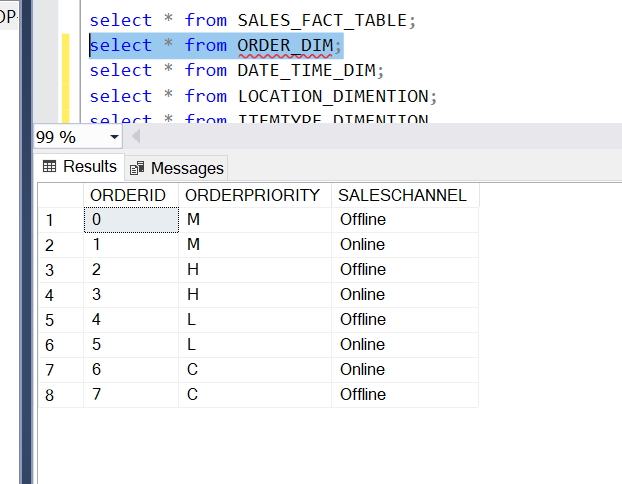 OP-
select * from SALES_FACT_TABLE;
select * from ORDER_DIM;
select * from DATE_TIME_DIM;
select * from LOCATION_DIMENTION;
select * from ITEMTYPE_DIMENTION
99 %
Results Messages
ORDERID ORDERPRIORITY SALESCHANNEL
1 0 M Offline
2 1 M Online
3 2 H Offline
4 3 H Online
5 4 L Offline
6 5 L Online
7 6 C Online
8 7 C Offline